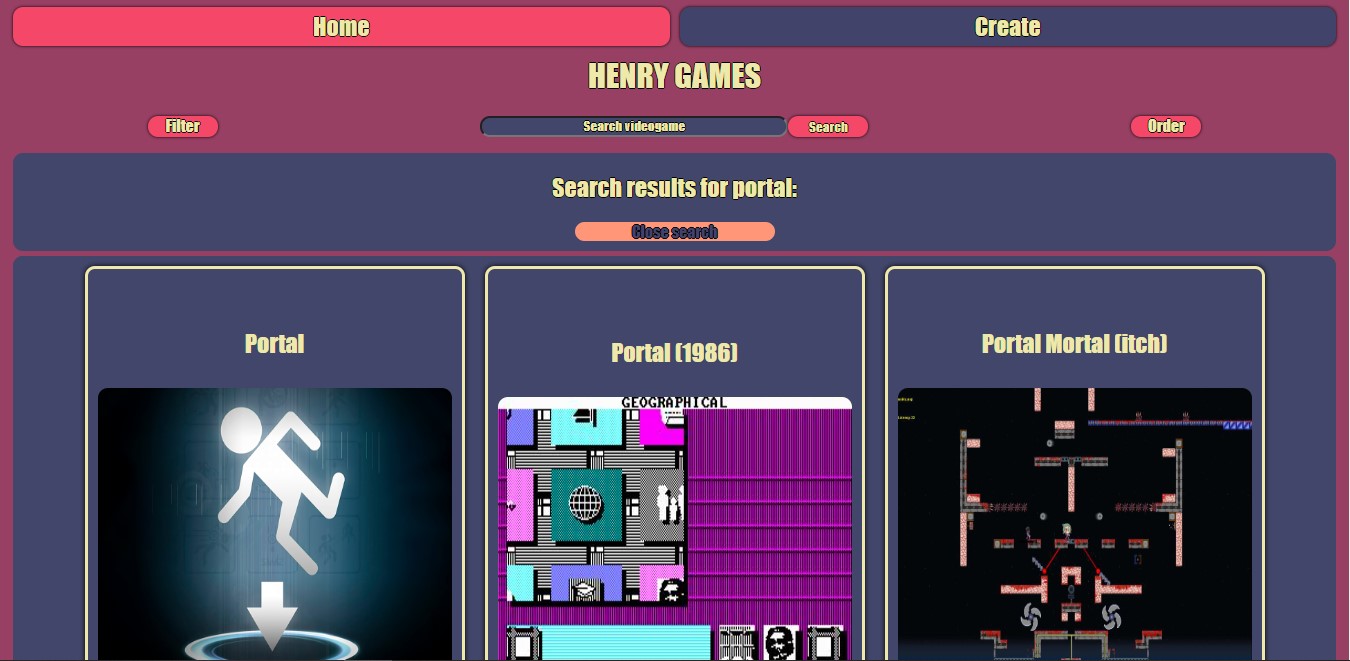 Home
Create
HENRY GAMES
Filter
Search videogame
Search
Order
Search results for portal:
Close search
Portal
Portal (1986)
Portal Mortal (itch)
GEOGRAPHICAL